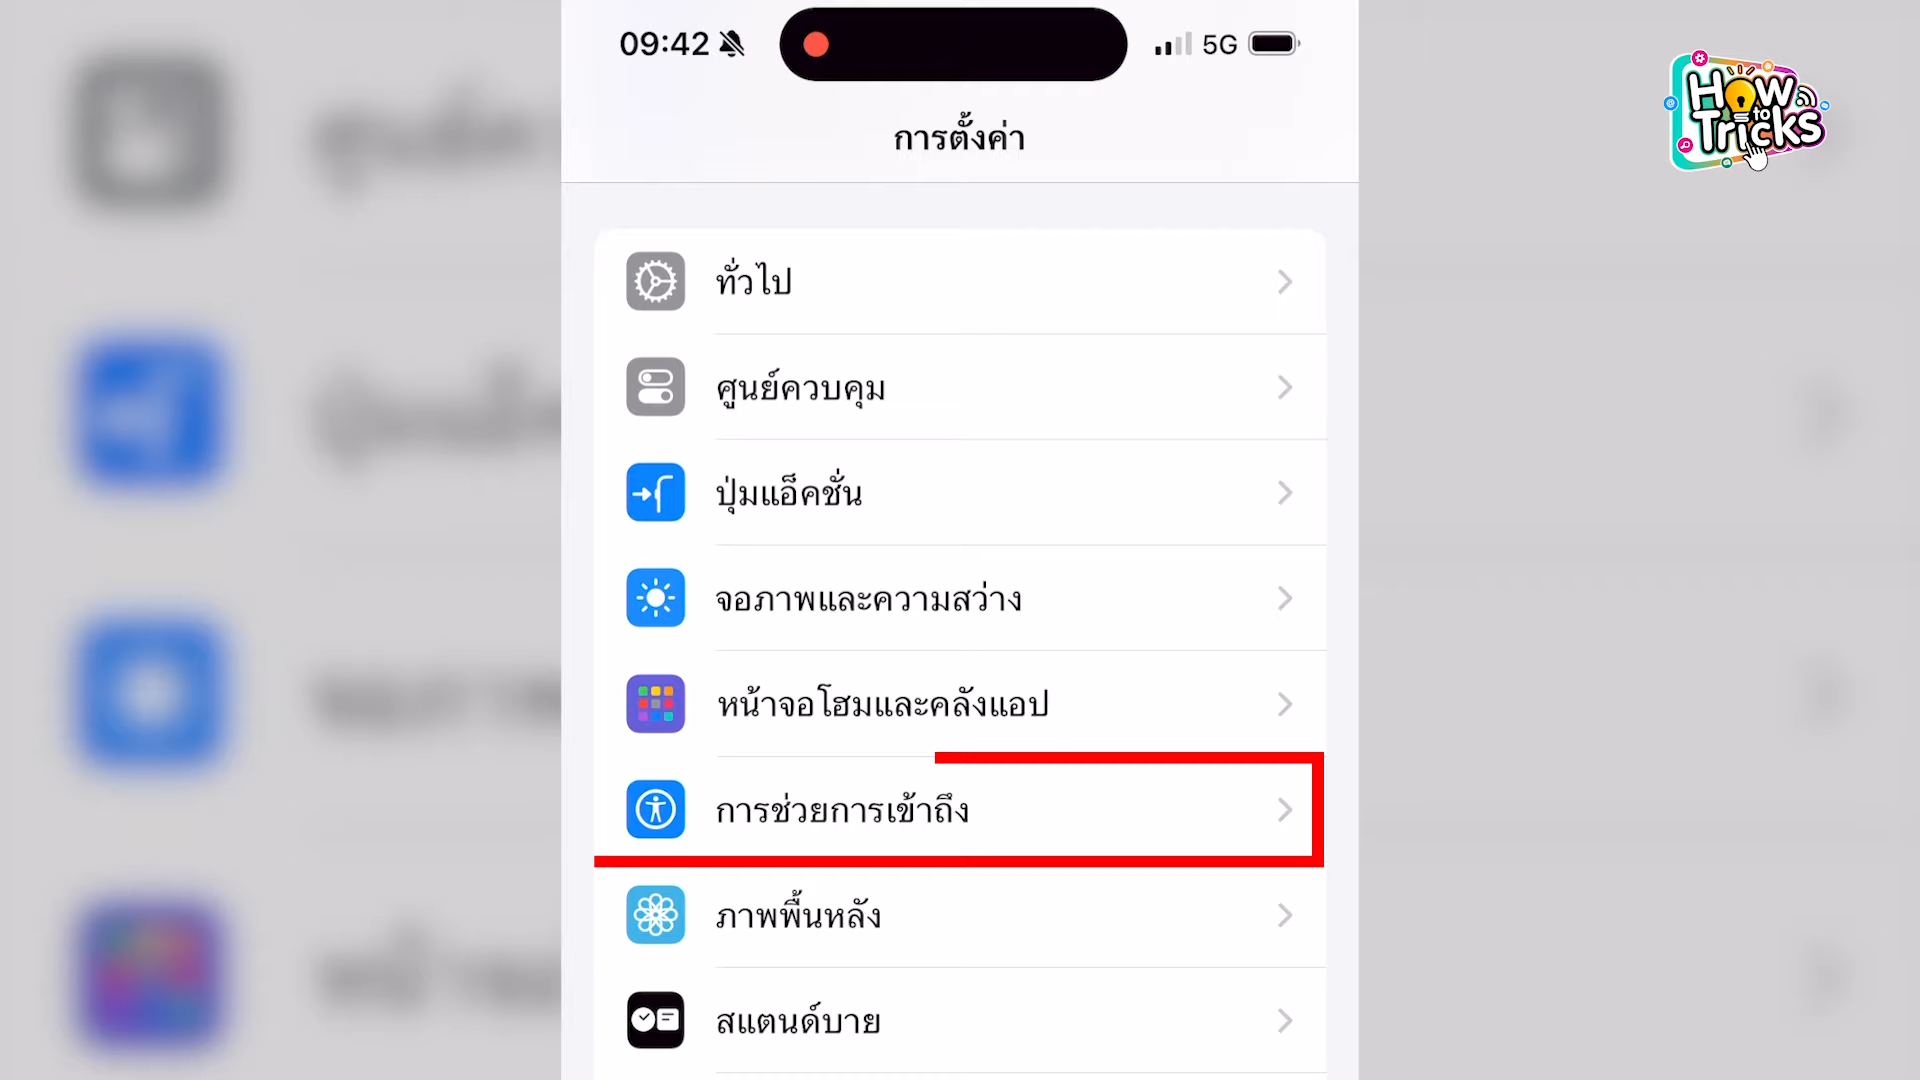 09:42
5G
How
to
Tricks
การตั้งค่า
ทั่วไป
ศูนย์ควบคุม
ปุ่มแอ็คชั่น
จอภาพและความสว่าง
หน้าจอโฮมและคลังแอป
การช่วยการเข้าถึง
ภาพพื้นหลัง
สแตนด์บาย